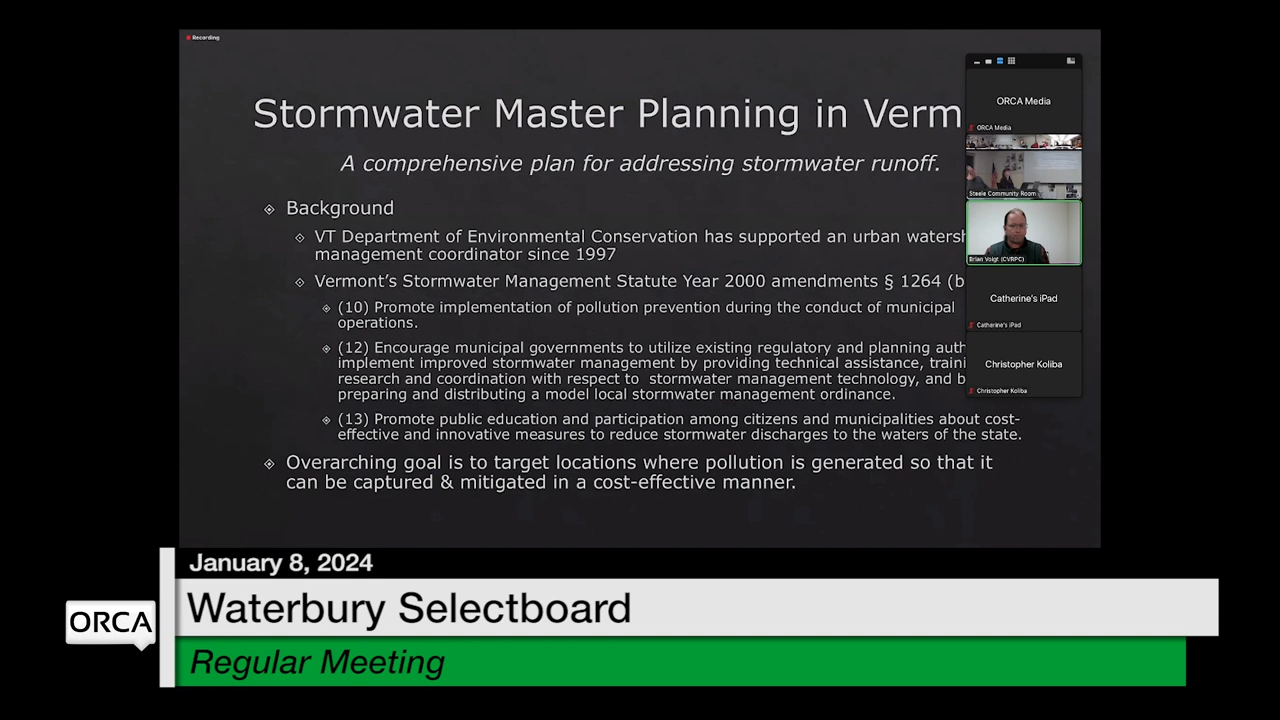 Recording
Stormwater Master Planning in Verm
A comprehensive plan for addressing stormwater runoff.
Background
VT Department of Environmental Conservation has supported an urban watersh
management coordinator since 1997
Vermont's Stormwater Management Statute Year 2000 amendments § 1264 (b
(10) Promote implementation of pollution prevention during the conduct of municipal
operations.
(12) Encourage municipal governments to utilize existing regulatory and planning auth
implement improved stormwater management by providing technical assistance, traini
research and coordination with respect to stormwater management technology, and b
preparing and distributing a model local stormwater management ordinance.
(13) Promote public education and participation among citizens and municipalities about cost-
effective and innovative measures to reduce stormwater discharges to the waters of the state.
Overarching goal is to target locations where pollution is generated so that it
can be captured & mitigated in a cost-effective manner.
ORCA Media
ORCA Media
Steele Community Room
Brian Voigt (CVRPC)
Catherine's iPad
Catherine's iPad
Christopher Koliba
Christopher Koliba
January 8, 2024
ORCA
Waterbury Selectboard
Regular Meeting